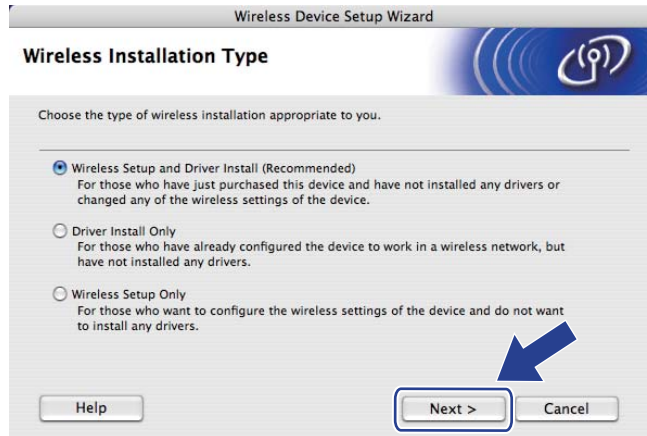 Wireless Device Setup Wizard
Wireless Installation Type
Choose the type of wireless installation appropriate to you.
Wireless Setup and Driver Install (Recommended)
For those who have just purchased this device and have not installed any drivers or
changed any of the wireless settings of the device.
Driver Install Only
For those who have already configured the device to work in a wireless network, but
have not installed any drivers.
Wireless Setup Only
For those who want to configure the wireless settings of the device and do not want
to install any drivers.
Help
Next >
Cancel